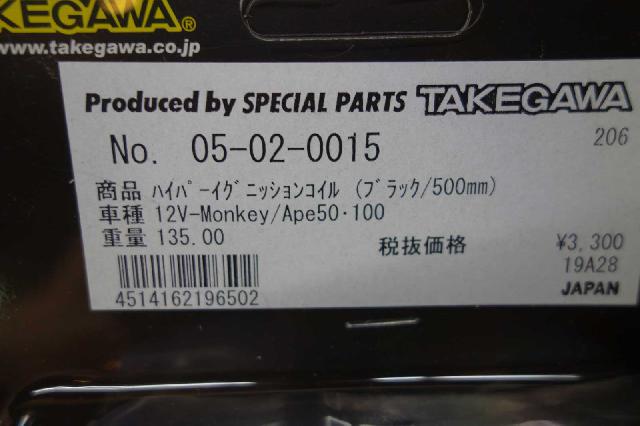 KEGAWA®
www.takegawa.co.jp
Produced by SPECIAL PARTS TAKEGAWA
206
No. 05-02-0015
商品 ﾊｲﾊﾟｰｲｸﾞﾆｯｼｮﾝｺｲﾙ (ﾌﾞﾗｯｸ/500mm)
車種 12V-Monkey/Ape50･100
重量 135.00
税抜価格 ¥3,300
19A28
4514162196502
JAPAN